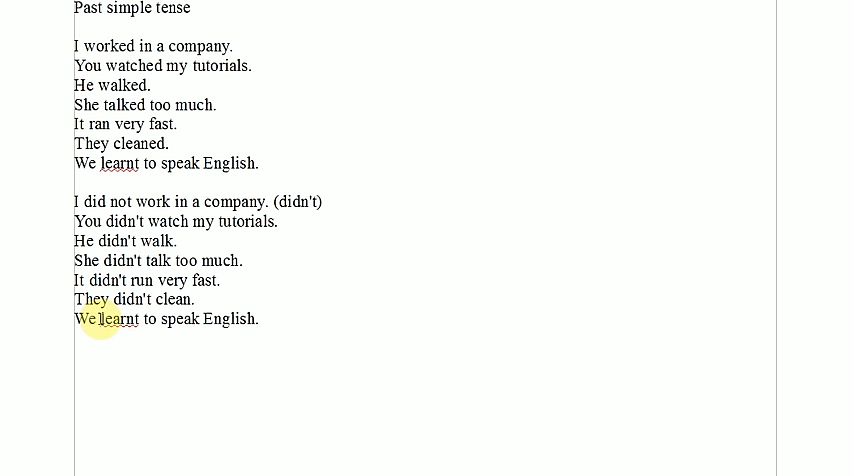 Past simple tense
I worked in a company.
You watched my tutorials.
He walked.
She talked too much.
It ran very fast.
They cleaned.
We learnt to speak English.
I did not work in a company. (didn't)
You didn't watch my tutorials.
He didn't walk.
She didn't talk too much.
It didn't run very fast.
They didn't clean.
We learnt to speak English.